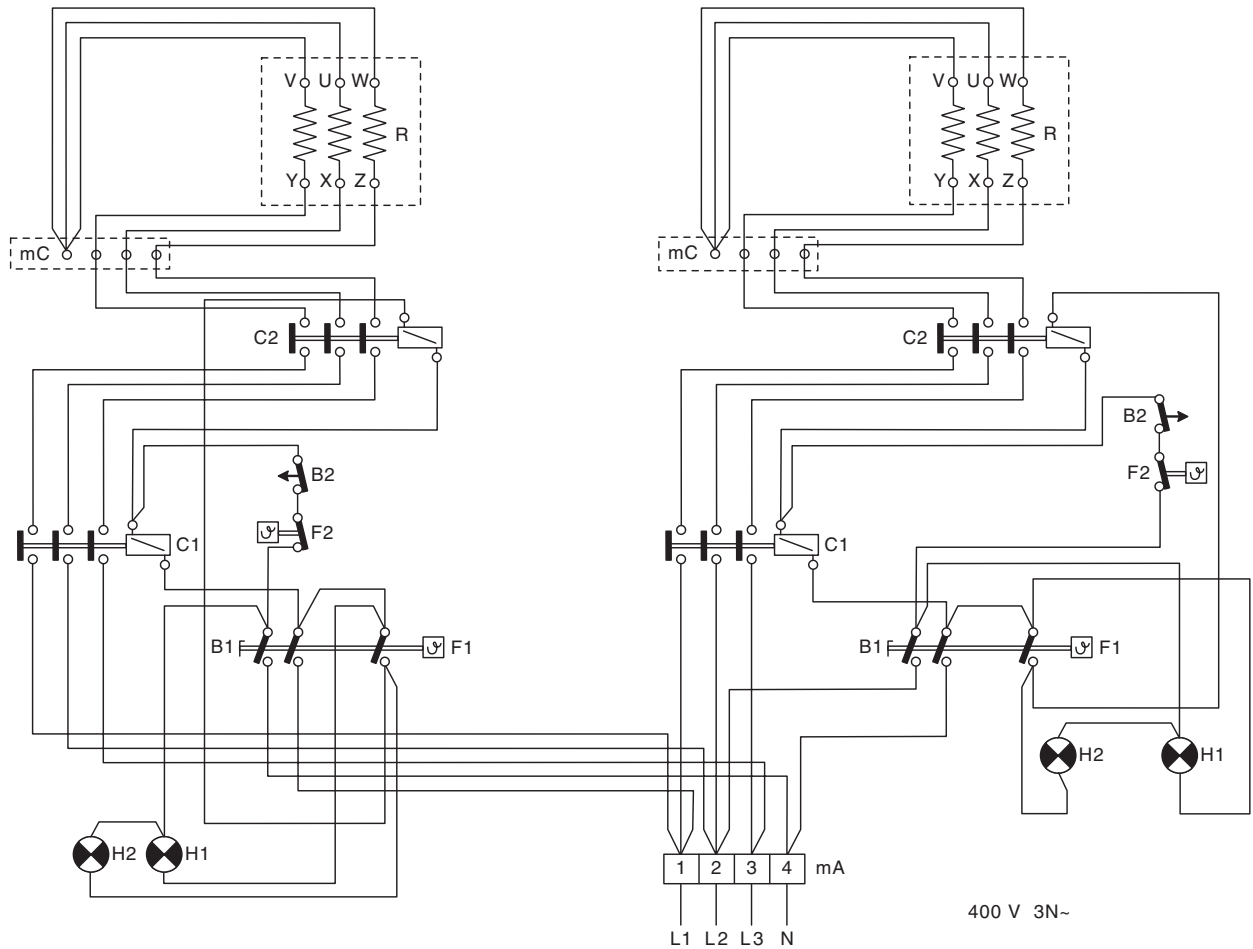 V U W
R
Y X Z
mC
C2
B2
F2
ϑ
C1
B1
ϑ
F1
H2
H1
V U W
R
Y X Z
mC
C2
B2
F2
ϑ
C1
B1
ϑ
F1
H2
H1
1 2 3 4
mA
L1 L2 L3 N
400 V 3N~